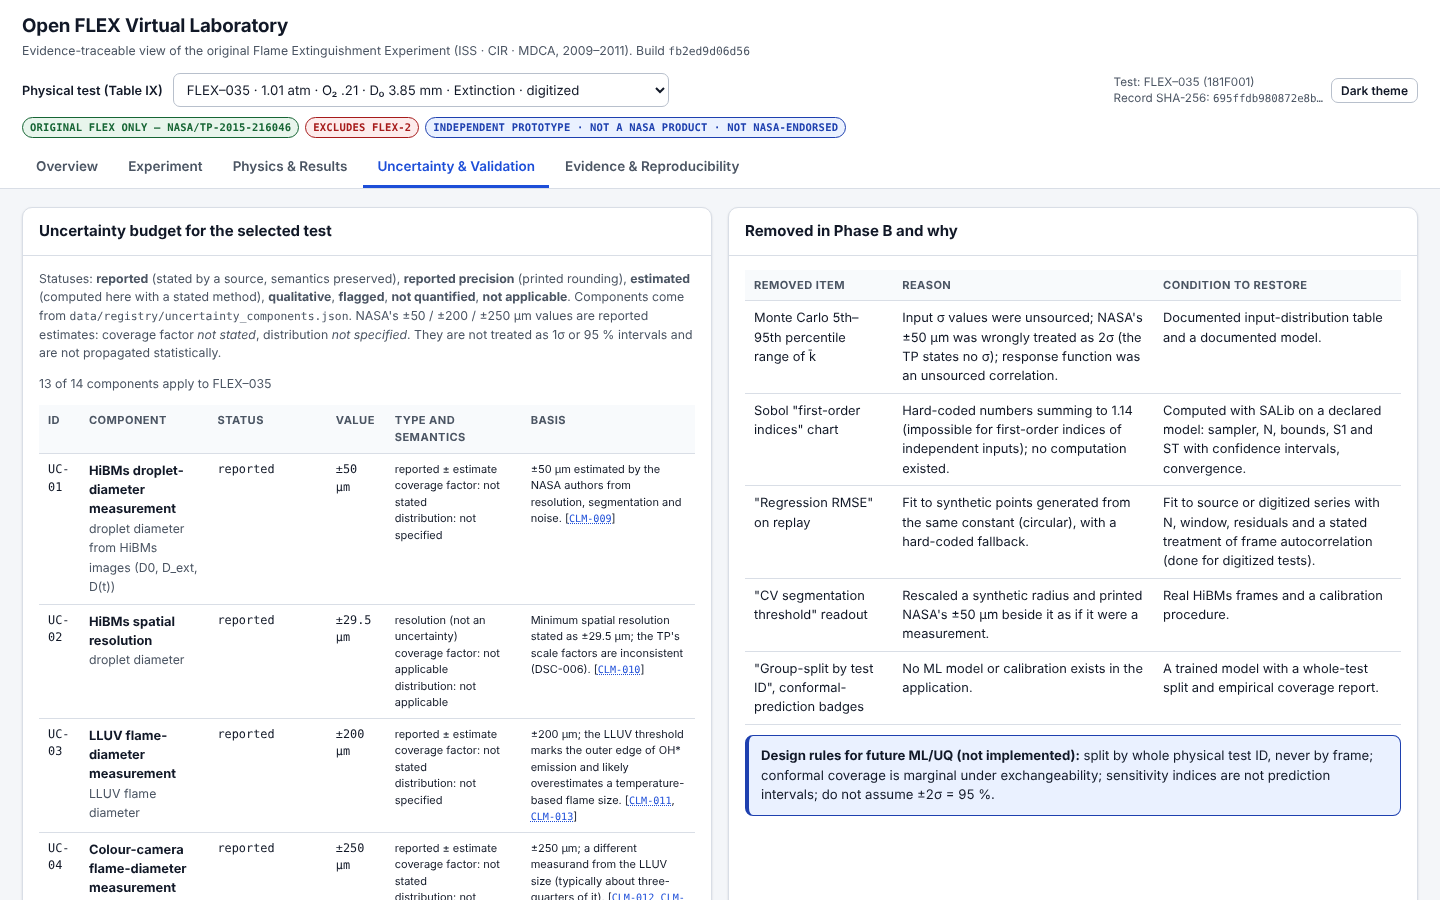 Open FLEX Virtual Laboratory
Evidence-traceable view of the original Flame Extinguishment Experiment (ISS · CIR · MDCA, 2009–2011). Build fb2ed9d06d56
Physical test (Table IX)
FLEX–035 · 1.01 atm · O₂ .21 · D₀ 3.85 mm · Extinction · digitized
Test: FLEX–035 (181F001)
Record SHA-256: 695ffdb980872e8b…
Dark theme
ORIGINAL FLEX ONLY — NASA/TP-2015-216046
EXCLUDES FLEX-2
INDEPENDENT PROTOTYPE · NOT A NASA PRODUCT · NOT NASA-ENDORSED
Overview
Experiment
Physics & Results
Uncertainty & Validation
Evidence & Reproducibility
Uncertainty budget for the selected test
Statuses: reported (stated by a source, semantics preserved), reported precision (printed rounding), estimated
(computed here with a stated method), qualitative, flagged, not quantified, not applicable. Components come
from data/registry/uncertainty_components.json. NASA's ±50 / ±200 / ±250 µm values are reported
estimates: coverage factor not stated, distribution not specified. They are not treated as 1σ or 95 % intervals and
are not propagated statistically.
13 of 14 components apply to FLEX–035
ID
COMPONENT
STATUS
VALUE
TYPE AND
SEMANTICS
BASIS
UC-
01
HiBMs droplet-
diameter
measurement
droplet diameter
from HiBMs
images (D0, D_ext,
D(t))
reported
±50
µm
reported ± estimate
coverage factor: not
stated
distribution: not
specified
±50 µm estimated by the
NASA authors from
resolution, segmentation and
noise. [CLM-009]
UC-
02
HiBMs spatial
resolution
droplet diameter
reported
±29.5
µm
resolution (not an
uncertainty)
coverage factor: not
applicable
distribution: not
applicable
Minimum spatial resolution
stated as ±29.5 µm; the TP's
scale factors are inconsistent
(DSC-006). [CLM-010]
UC-
03
LLUV flame-
diameter
measurement
LLUV flame
diameter
reported
±200
µm
reported ± estimate
coverage factor: not
stated
distribution: not
specified
±200 µm; the LLUV threshold
marks the outer edge of OH*
emission and likely
overestimates a temperature-
based flame size. [CLM-011,
CLM-013]
UC-
04
Colour-camera
flame-diameter
measurement
reported
±250
µm
reported ± estimate
coverage factor: not
stated
distribution: not
±250 µm; a different
measurand from the LLUV
size (typically about three-
quarters of it). [CLM-012, CLM-
Removed in Phase B and why
REMOVED ITEM
REASON
CONDITION TO RESTORE
Monte Carlo 5th–
95th percentile
range of k̄
Input σ values were unsourced; NASA's
±50 µm was wrongly treated as 2σ (the
TP states no σ); response function was
an unsourced correlation.
Documented input-distribution table
and a documented model.
Sobol "first-order
indices" chart
Hard-coded numbers summing to 1.14
(impossible for first-order indices of
independent inputs); no computation
existed.
Computed with SALib on a declared
model: sampler, N, bounds, S1 and
ST with confidence intervals,
convergence.
"Regression RMSE"
on replay
Fit to synthetic points generated from
the same constant (circular), with a
hard-coded fallback.
Fit to source or digitized series with
N, window, residuals and a stated
treatment of frame autocorrelation
(done for digitized tests).
"CV segmentation
threshold" readout
Rescaled a synthetic radius and printed
NASA's ±50 µm beside it as if it were a
measurement.
Real HiBMs frames and a calibration
procedure.
"Group-split by test
ID", conformal-
prediction badges
No ML model or calibration exists in the
application.
A trained model with a whole-test
split and empirical coverage report.
Design rules for future ML/UQ (not implemented): split by whole physical test ID, never by frame;
conformal coverage is marginal under exchangeability; sensitivity indices are not prediction
intervals; do not assume ±2σ = 95 %.